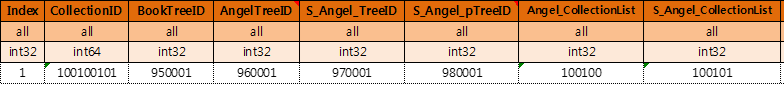 Index CollectionID BookTreeID AngelTreeID S_Angel_TreeID S_Angel_pTreeID Angel_CollectionList S_Angel_CollectionList
all all all all all all all all
int32 int64 int32 int32 int32 int32 int32 int32
1 100100101 950001 960001 970001 980001 100100 100101